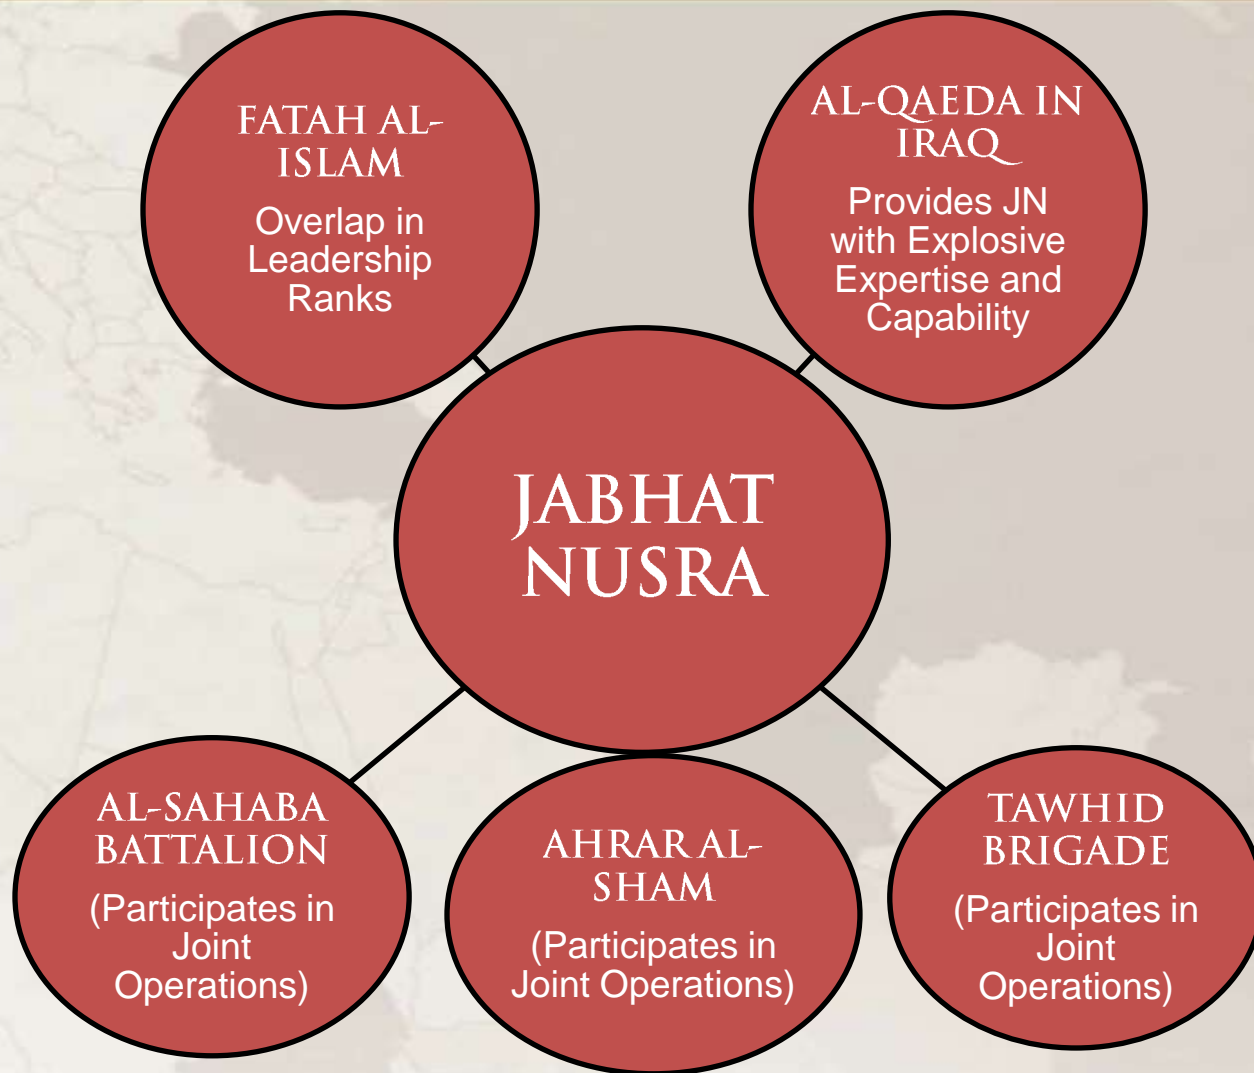 FATAH AL-
ISLAM
Overlap in
Leadership
Ranks
AL-QAEDA IN
IRAQ
Provides JN
with Explosive
Expertise and
Capability
JABHAT
NUSRA
AL-SAHABA
BATTALION
(Participates in
Joint
Operations)
AHRAR AL-
SHAM
(Participates in
Joint Operations)
TAWHID
BRIGADE
(Participates in
Joint
Operations)